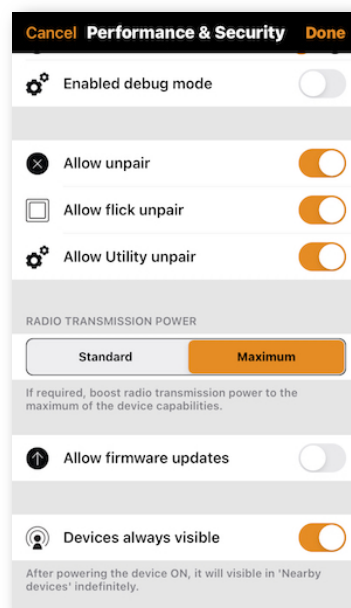 Cancel Performance & Security Done
Enabled debug mode
Allow unpair
Allow flick unpair
Allow Utility unpair
RADIO TRANSMISSION POWER
Standard Maximum
If required, boost radio transmission power to the
maximum of the device capabilities.
Allow firmware updates
Devices always visible
After powering the device ON, it will visible in 'Nearby
devices' indefinitely.